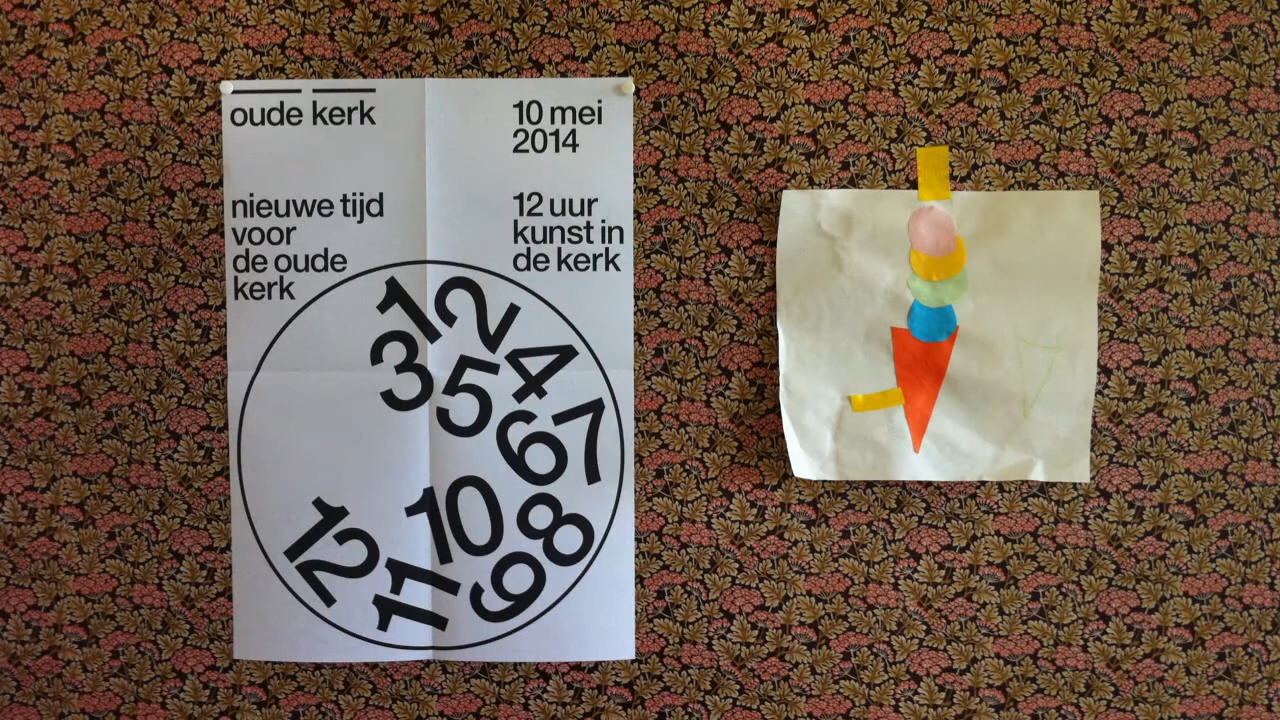 oude kerk
10 mei
2014
nieuwe tijd
voor
de oude
kerk
12 uur
kunst in
de kerk
1
2
3
4
5
6
7
8
9
10
11
12